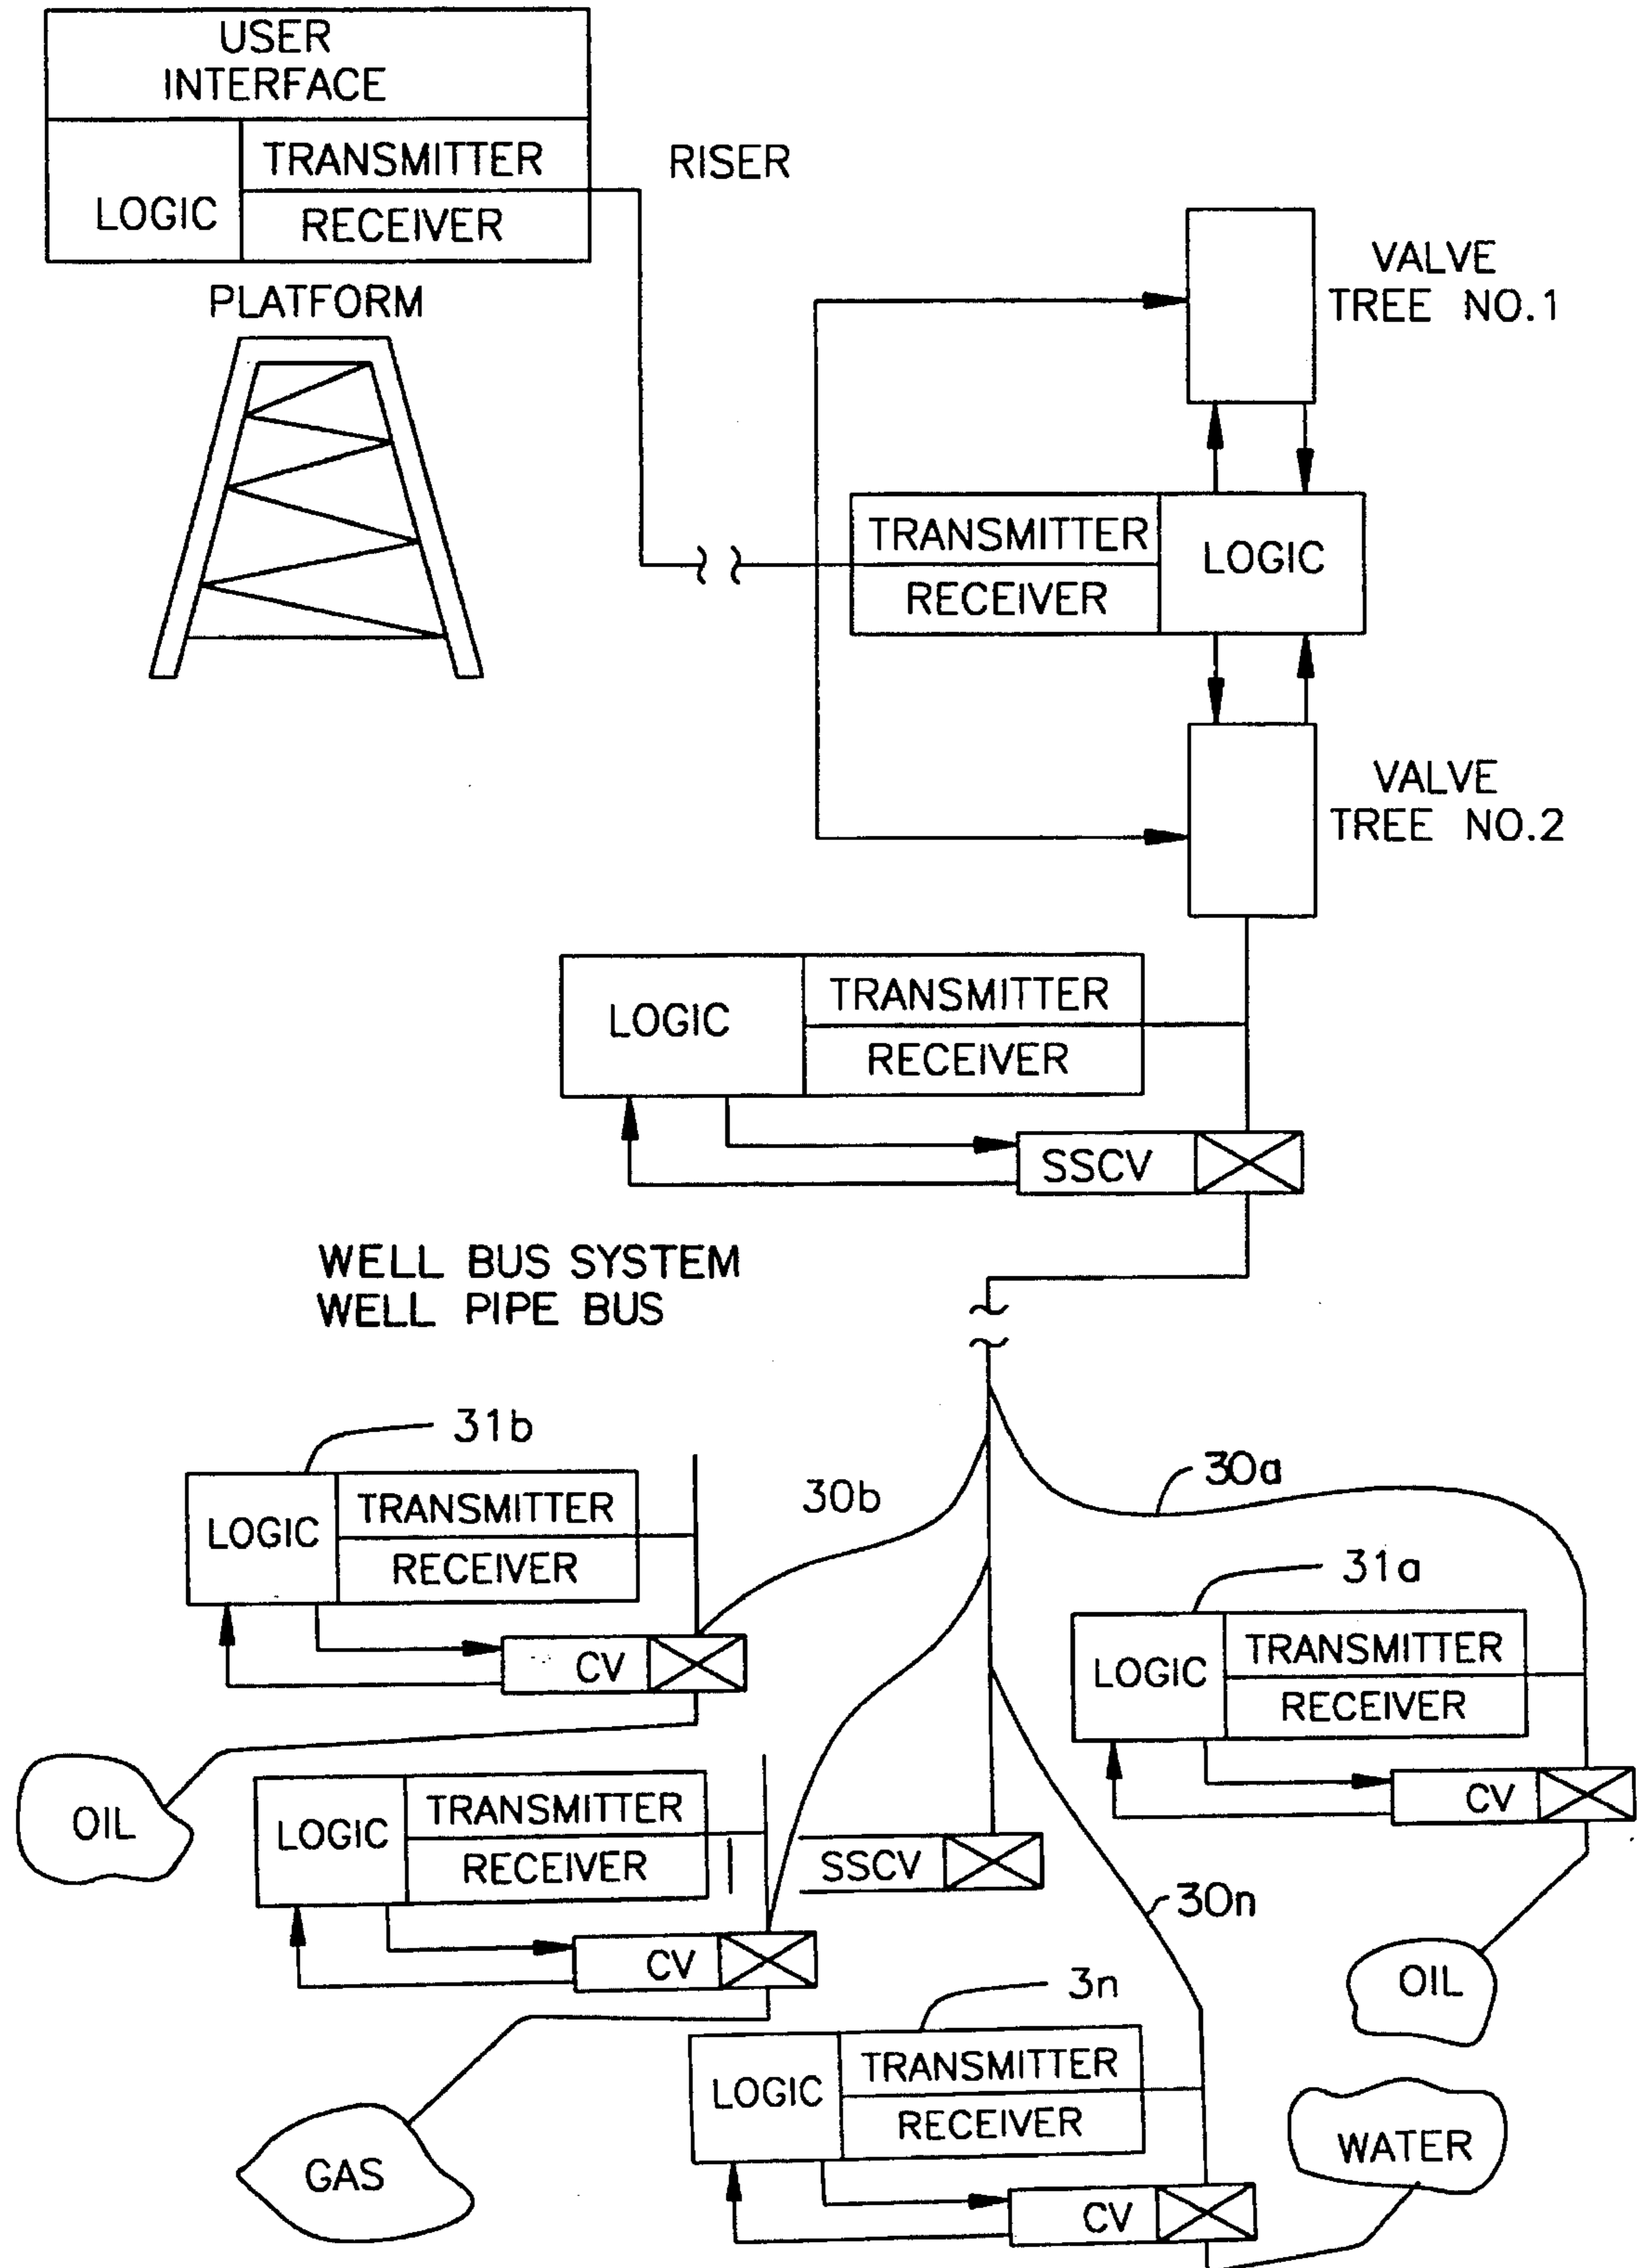 USER
INTERFACE
LOGIC
TRANSMITTER
RECEIVER
RISER
PLATFORM
VALVE
TREE NO.1
TRANSMITTER
RECEIVER
LOGIC
VALVE
TREE NO.2
LOGIC
TRANSMITTER
RECEIVER
SSCV
WELL BUS SYSTEM
WELL PIPE BUS
31b
LOGIC
TRANSMITTER
RECEIVER
CV
30b
30a
31a
LOGIC
TRANSMITTER
RECEIVER
CV
OIL
LOGIC
TRANSMITTER
RECEIVER
SSCV
CV
30n
OIL
3n
LOGIC
TRANSMITTER
RECEIVER
CV
GAS
WATER